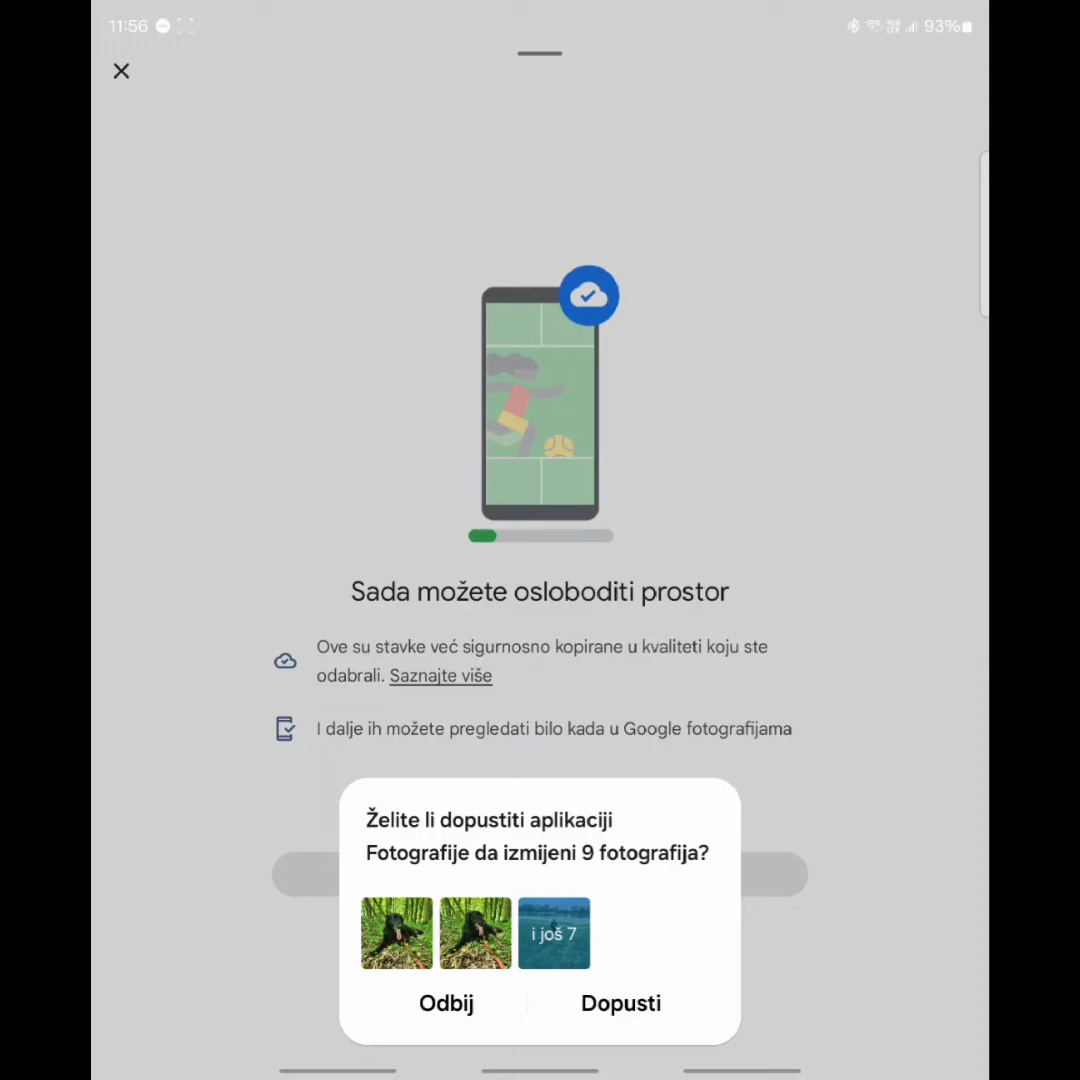 11:56
93%
Sada možete osloboditi prostor
Ove su stavke već sigurnosno kopirane u kvaliteti koju ste
odabrali. Saznajte više
I dalje ih možete pregledati bilo kada u Google fotografijama
Želite li dopustiti aplikaciji
Fotografije da izmijeni 9 fotografija?
i još 7
Odbij
Dopusti